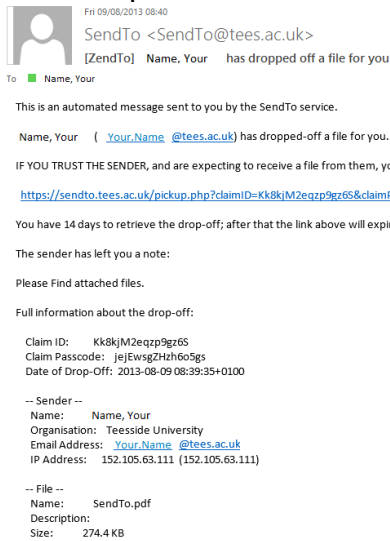 Fri 09/08/2013 08:40
SendTo <SendTo@tees.ac.uk>
[ZendTo] Name, Your has dropped off a file for you
To Name, Your
This is an automated message sent to you by the SendTo service.
Name, Your ( Your.Name @tees.ac.uk) has dropped-off a file for you.
IF YOU TRUST THE SENDER, and are expecting to receive a file from them, yo
https://sendto.tees.ac.uk/pickup.php?claimID=Kk8kjM2eqzp9gz6S&claimP
You have 14 days to retrieve the drop-off; after that the link above will expir
The sender has left you a note:
Please Find attached files.
Full information about the drop-off:
Claim ID: Kk8kjM2eqzp9gz6S
Claim Passcode: jejEwsgZHzh6o5gs
Date of Drop-Off: 2013-08-09 08:39:35+0100
-- Sender --
Name: Name, Your
Organisation: Teesside University
Email Address: Your.Name @tees.ac.uk
IP Address: 152.105.63.111 (152.105.63.111)
-- File --
Name: SendTo.pdf
Description:
Size: 274.4 KB